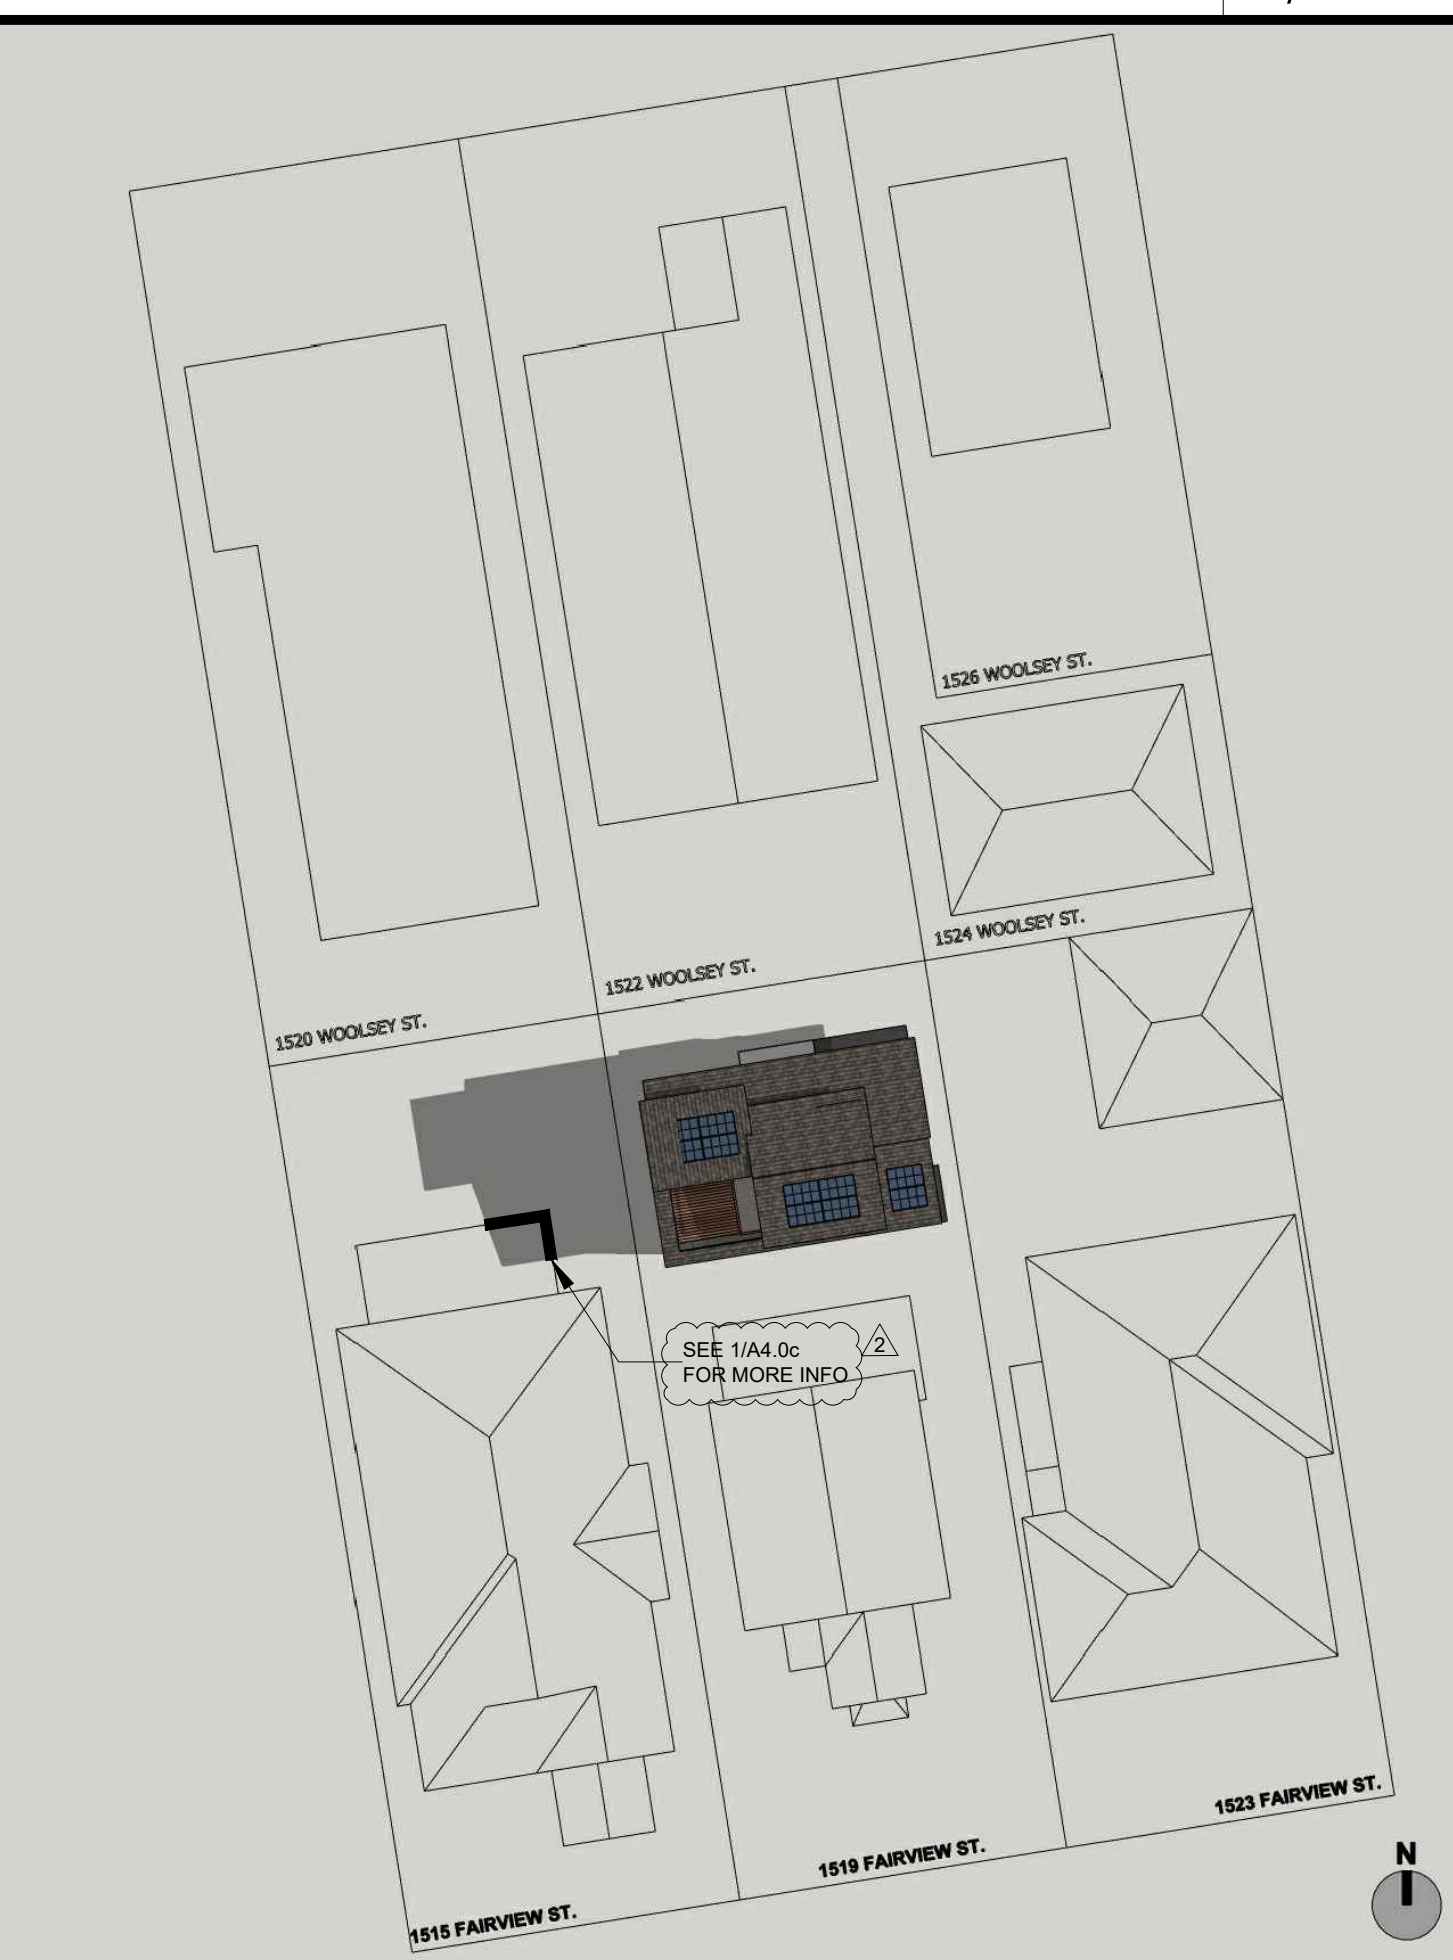 1526 WOOLSEY ST.
1524 WOOLSEY ST.
1522 WOOLSEY ST.
1520 WOOLSEY ST.
SEE 1/A4.0c
FOR MORE INFO
2
1523 FAIRVIEW ST.
1519 FAIRVIEW ST.
1515 FAIRVIEW ST.
N